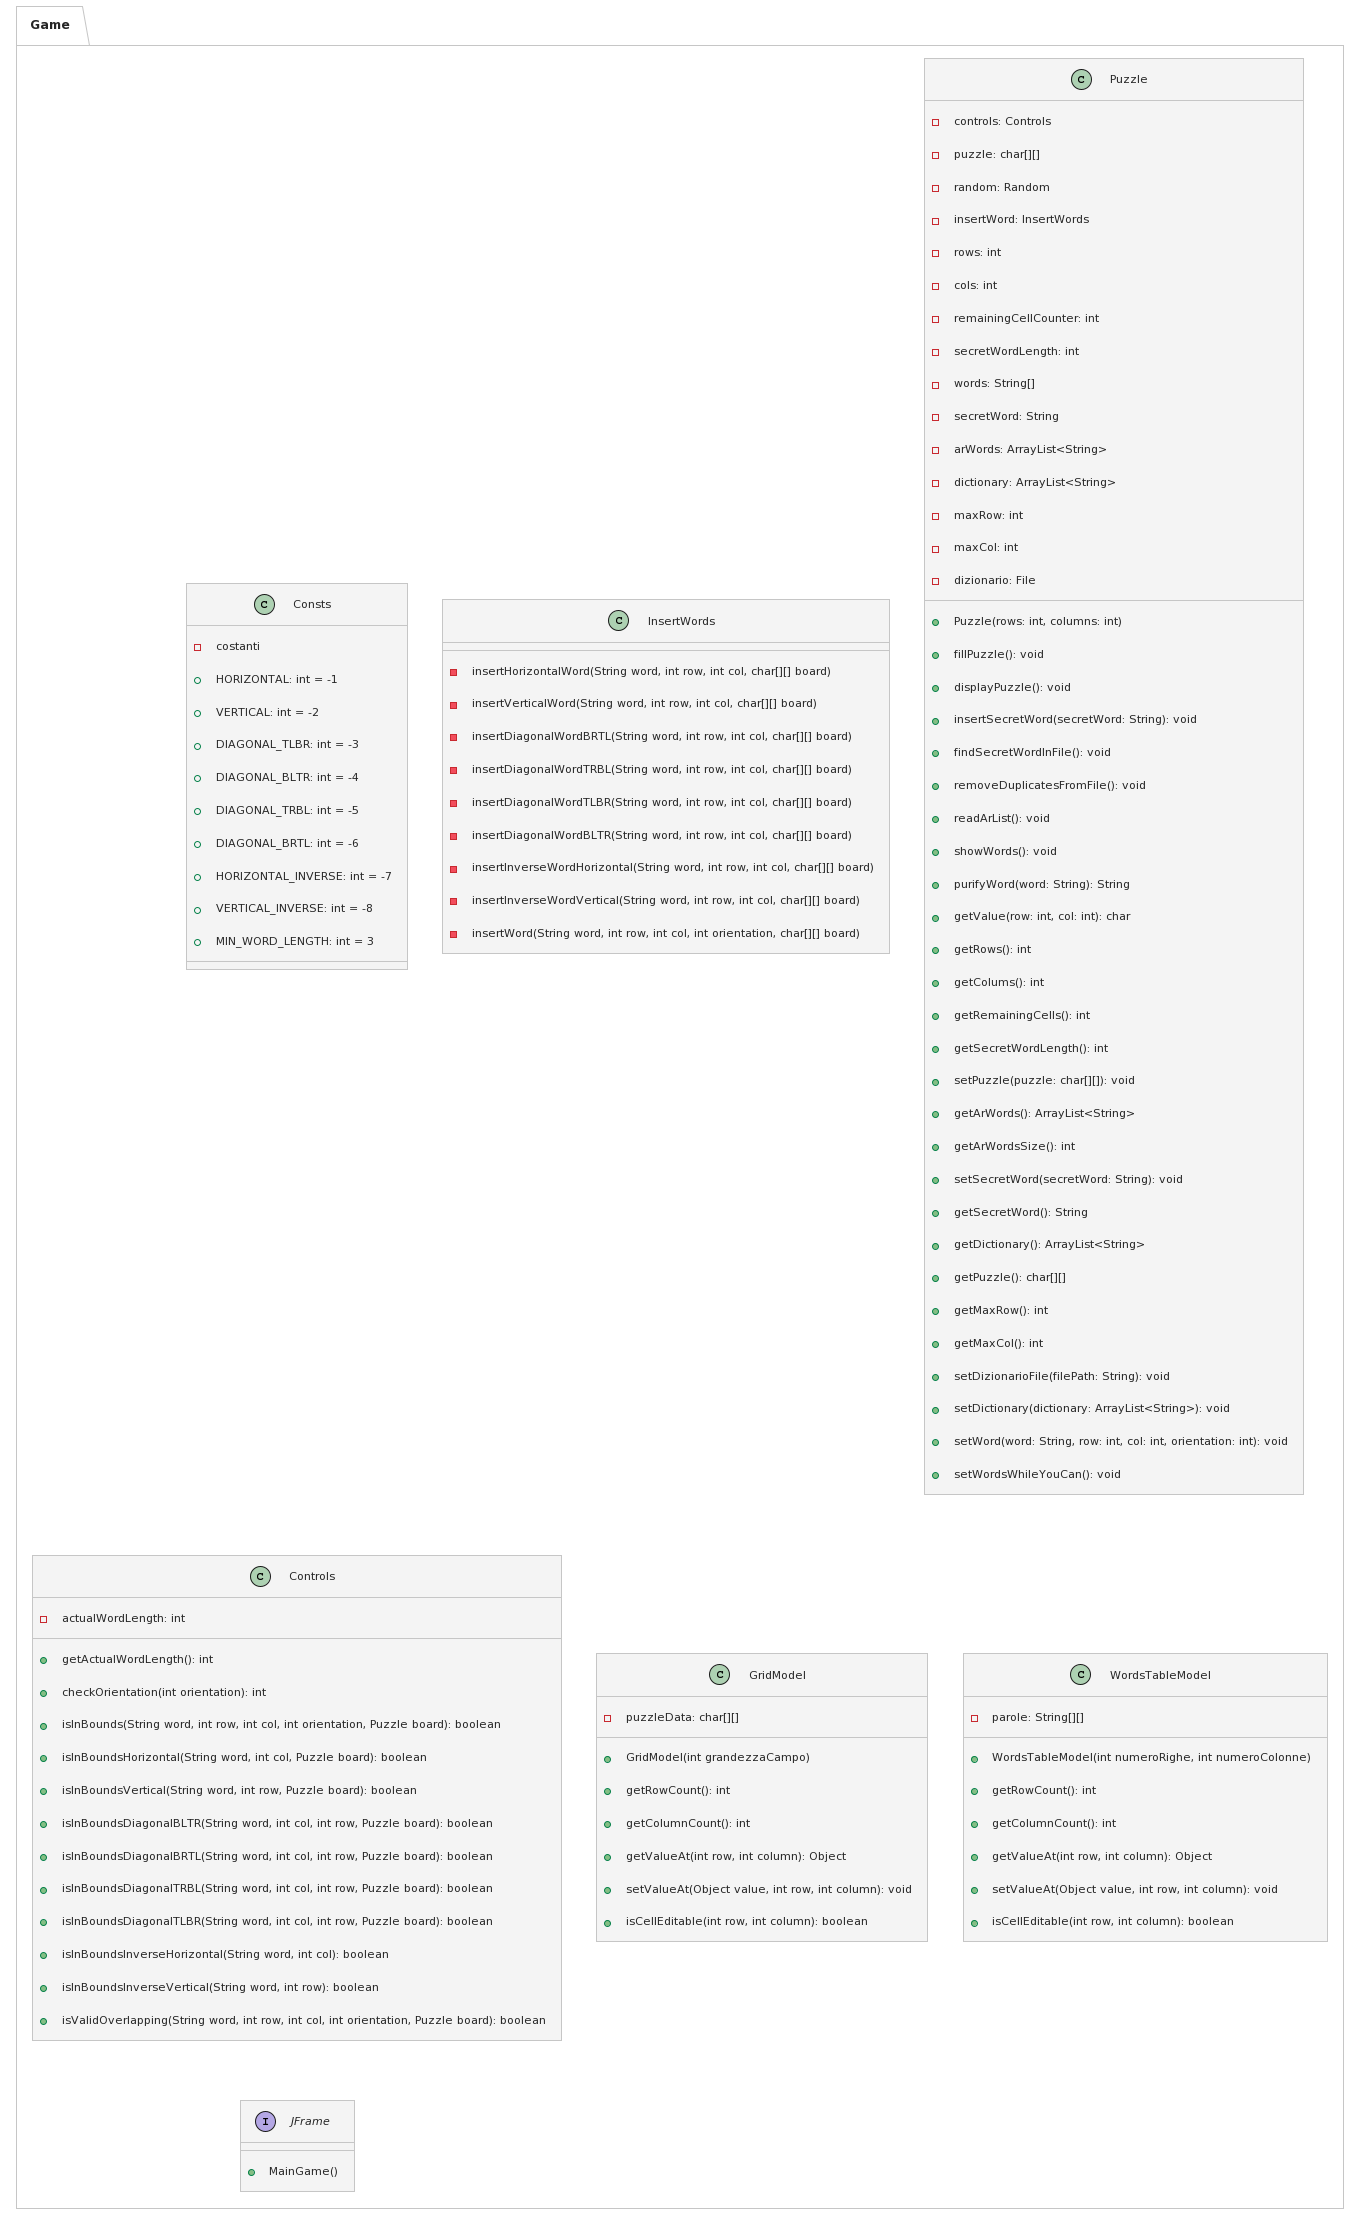 Game
C Puzzle
controls: Controls
puzzle: char[][]
random: Random
insertWord: InsertWords
rows: int
cols: int
remainingCellCounter: int
secretWordLength: int
words: String[]
secretWord: String
arWords: ArrayList<String>
dictionary: ArrayList<String>
maxRow: int
maxCol: int
dizionario: File
Puzzle(rows: int, columns: int)
fillPuzzle(): void
displayPuzzle(): void
insertSecretWord(secretWord: String): void
findSecretWordInFile(): void
removeDuplicatesFromFile(): void
readArList(): void
showWords(): void
purifyWord(word: String): String
getValue(row: int, col: int): char
getRows(): int
getColums(): int
getRemainingCells(): int
getSecretWordLength(): int
setPuzzle(puzzle: char[][]): void
getArWords(): ArrayList<String>
getArWordsSize(): int
setSecretWord(secretWord: String): void
getSecretWord(): String
getDictionary(): ArrayList<String>
getPuzzle(): char[][]
getMaxRow(): int
getMaxCol(): int
setDizionarioFile(filePath: String): void
setDictionary(dictionary: ArrayList<String>): void
setWord(word: String, row: int, col: int, orientation: int): void
setWordsWhileYouCan(): void
C Consts
costanti
HORIZONTAL: int = -1
VERTICAL: int = -2
DIAGONAL_TLBR: int = -3
DIAGONAL_BLTR: int = -4
DIAGONAL_TRBL: int = -5
DIAGONAL_BRTL: int = -6
HORIZONTAL_INVERSE: int = -7
VERTICAL_INVERSE: int = -8
MIN_WORD_LENGTH: int = 3
C InsertWords
insertHorizontalWord(String word, int row, int col, char[][] board)
insertVerticalWord(String word, int row, int col, char[][] board)
insertDiagonalWordBRTL(String word, int row, int col, char[][] board)
insertDiagonalWordTRBL(String word, int row, int col, char[][] board)
insertDiagonalWordTLBR(String word, int row, int col, char[][] board)
insertDiagonalWordBLTR(String word, int row, int col, char[][] board)
insertInverseWordHorizontal(String word, int row, int col, char[][] board)
insertInverseWordVertical(String word, int row, int col, char[][] board)
insertWord(String word, int row, int col, int orientation, char[][] board)
C Controls
actualWordLength: int
getActualWordLength(): int
checkOrientation(int orientation): int
isInBounds(String word, int row, int col, int orientation, Puzzle board): boolean
isInBoundsHorizontal(String word, int col, Puzzle board): boolean
isInBoundsVertical(String word, int row, Puzzle board): boolean
isInBoundsDiagonalBLTR(String word, int col, int row, Puzzle board): boolean
isInBoundsDiagonalBRTL(String word, int col, int row, Puzzle board): boolean
isInBoundsDiagonalTRBL(String word, int col, int row, Puzzle board): boolean
isInBoundsDiagonalTLBR(String word, int col, int row, Puzzle board): boolean
isInBoundsInverseHorizontal(String word, int col): boolean
isInBoundsInverseVertical(String word, int row): boolean
isValidOverlapping(String word, int row, int col, int orientation, Puzzle board): boolean
C GridModel
puzzleData: char[][]
GridModel(int grandezzaCampo)
getRowCount(): int
getColumnCount(): int
getValueAt(int row, int column): Object
setValueAt(Object value, int row, int column): void
isCellEditable(int row, int column): boolean
C WordsTableModel
parole: String[][]
WordsTableModel(int numeroRighe, int numeroColonne)
getRowCount(): int
getColumnCount(): int
getValueAt(int row, int column): Object
setValueAt(Object value, int row, int column): void
isCellEditable(int row, int column): boolean
I JFrame
MainGame()